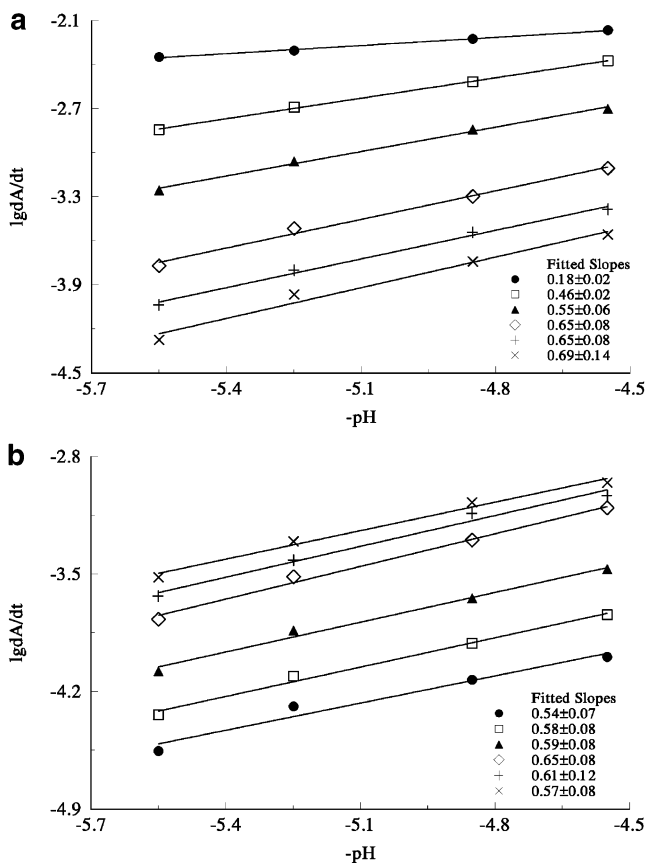 a
-2.1
-2.7
-3.3
-3.9
-4.5
lgdA/dt
Fitted Slopes
0.18±0.02
0.46±0.02
0.55±0.06
0.65±0.08
0.65±0.08
0.69±0.14
-5.7 -5.4 -5.1 -4.8 -4.5
-pH
b
-2.8
-3.5
-4.2
-4.9
lgdA/dt
Fitted Slopes
0.54±0.07
0.58±0.08
0.59±0.08
0.65±0.08
0.61±0.12
0.57±0.08
-5.7 -5.4 -5.1 -4.8 -4.5
-pH